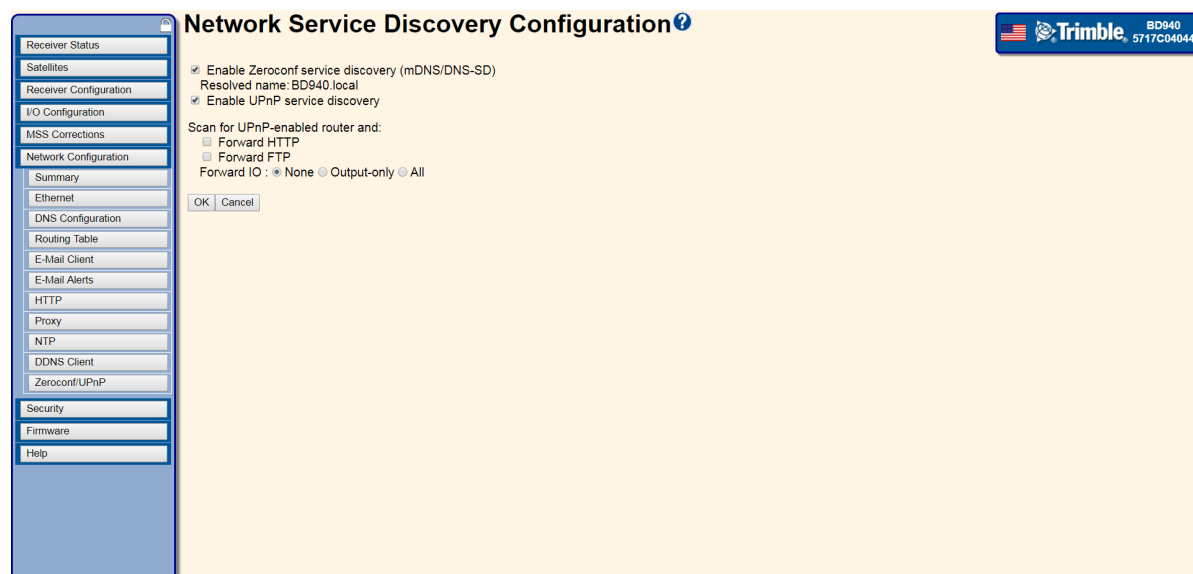 Network Service Discovery Configuration?
Trimble.
BD940
5717C04044
Receiver Status
Satellites
Receiver Configuration
I/O Configuration
MSS Corrections
Network Configuration
Summary
Ethernet
DNS Configuration
Routing Table
E-Mail Client
E-Mail Alerts
HTTP
Proxy
NTP
DDNS Client
Zeroconf/UPnP
Security
Firmware
Help
Enable Zeroconf service discovery (mDNS/DNS-SD)
Resolved name: BD940.local
Enable UPnP service discovery
Scan for UPnP-enabled router and:
Forward HTTP
Forward FTP
Forward IO : None Output-only All
OK Cancel